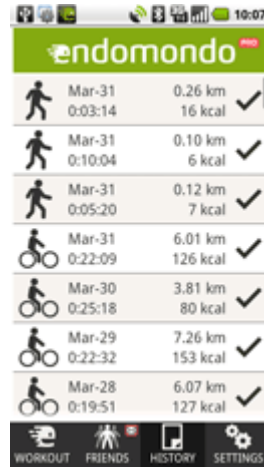 10:07
endomondo PRO
Mar-31 0.26 km
0:03:14 16 kcal
Mar-31 0.10 km
0:10:04 6 kcal
Mar-31 0.12 km
0:05:20 7 kcal
Mar-31 6.01 km
0:22:09 126 kcal
Mar-30 3.81 km
0:25:18 80 kcal
Mar-29 7.26 km
0:22:32 153 kcal
Mar-28 6.07 km
0:19:51 127 kcal
WORKOUT FRIENDS HISTORY SETTINGS